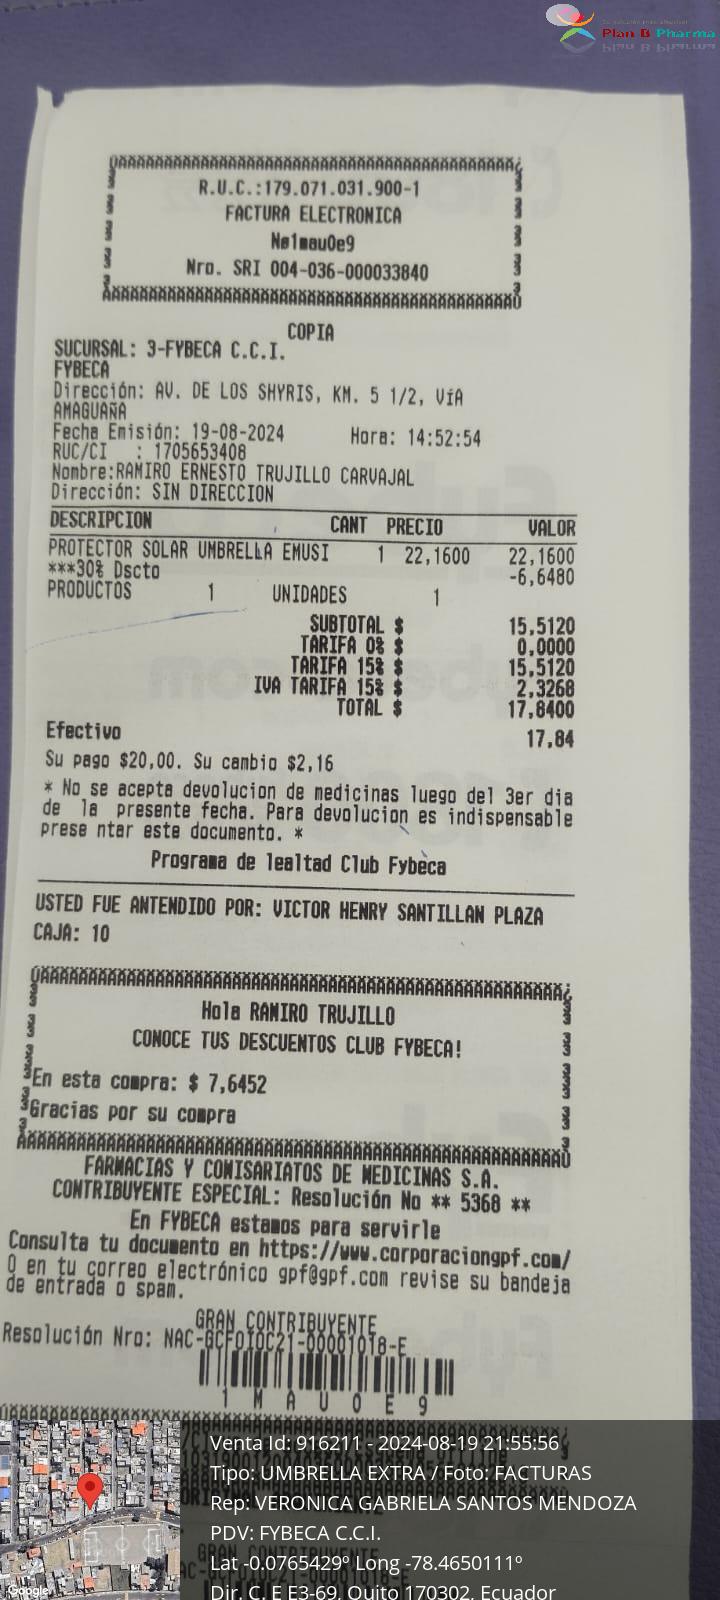 Plan B Pharma
R.U.C.:179.071.031.900-1
FACTURA ELECTRONICA
Nø1mau0e9
Nro. SRI 004-036-000033840
COPIA
SUCURSAL: 3-FYBECA C.C.I.
FYBECA
Dirección: AV. DE LOS SHYRIS, KM. 5 1/2, VíA
AMAGUAÑA
Fecha Emisión: 19-08-2024 Hora: 14:52:54
RUC/CI : 1705653408
Nombre:RAMIRO ERNESTO TRUJILLO CARVAJAL
Dirección: SIN DIRECCION
DESCRIPCION CANT PRECIO VALOR
PROTECTOR SOLAR UMBRELLA EMUSI 1 22,1600 22,1600
***30% Dscto -6,6480
PRODUCTOS 1 UNIDADES 1
SUBTOTAL $ 15,5120
TARIFA 0% $ 0,0000
TARIFA 15% $ 15,5120
IVA TARIFA 15% $ 2,3268
TOTAL $ 17,8400
Efectivo 17,84
Su pago $20,00. Su cambio $2,16
* No se acepta devolucion de medicinas luego del 3er dia
de la presente fecha. Para devolucion es indispensable
prese ntar este documento. *
Programa de lealtad Club Fybeca
USTED FUE ANTENDIDO POR: VICTOR HENRY SANTILLAN PLAZA
CAJA: 10
Hola RAMIRO TRUJILLO
CONOCE TUS DESCUENTOS CLUB FYBECA!
En esta compra: $ 7,6452
Gracias por su compra
FARMACIAS Y COMISARIATOS DE MEDICINAS S.A.
CONTRIBUYENTE ESPECIAL: Resolución No ** 5368 **
En FYBECA estamos para servirle
Consulta tu documento en https://www.corporaciongpf.com/
O en tu correo electrónico gpf@gpf.com revise su bandeja
de entrada o spam.
GRAN CONTRIBUYENTE
Resolución Nro: NAC-GCFOIOC21-00001018-E
1 M A U 0 E 9
Venta Id: 916211 - 2024-08-19 21:55:56
Tipo: UMBRELLA EXTRA / Foto: FACTURAS
Rep: VERONICA GABRIELA SANTOS MENDOZA
PDV: FYBECA C.C.I.
Lat -0.0765429º Long -78.4650111º
Dir. C. E E3-69, Quito 170302, Ecuador
Google